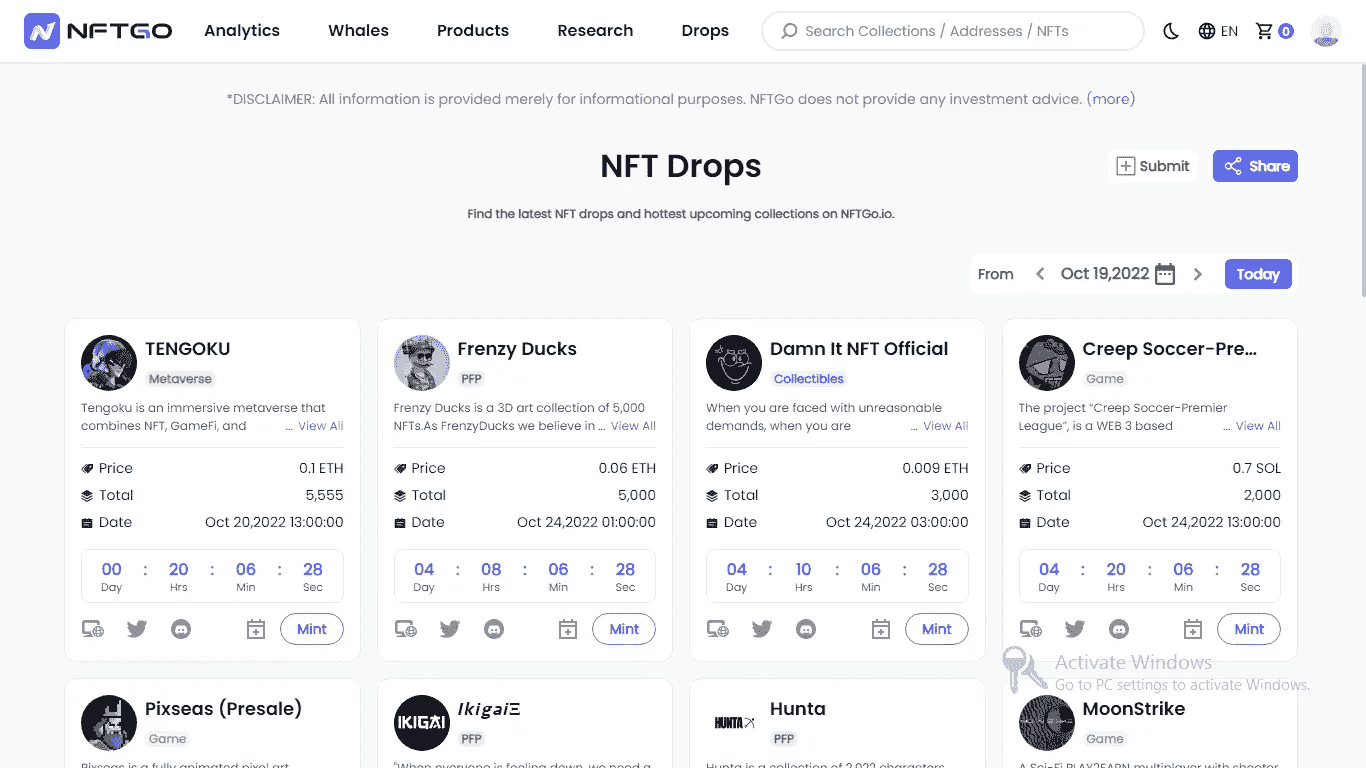 NFTGO Analytics Whales Products Research Drops Search Collections / Addresses / NFTs EN 0
*DISCLAIMER: All information is provided merely for informational purposes. NFTGo does not provide any investment advice. (more)
NFT Drops
Submit Share
Find the latest NFT drops and hottest upcoming collections on NFTGo.io.
From < Oct 19,2022 > Today
TENGOKU
Metaverse
Tengoku is an immersive metaverse that
combines NFT, GameFi, and ... View All
Price 0.1 ETH
Total 5,555
Date Oct 20,2022 13:00:00
00 : 20 : 06 : 28
Day Hrs Min Sec
Mint
Frenzy Ducks
PFP
Frenzy Ducks is a 3D art collection of 5,000
NFTs.As FrenzyDucks we believe in ... View All
Price 0.06 ETH
Total 5,000
Date Oct 24,2022 01:00:00
04 : 08 : 06 : 28
Day Hrs Min Sec
Mint
Damn It NFT Official
Collectibles
When you are faced with unreasonable
demands, when you are ... View All
Price 0.009 ETH
Total 3,000
Date Oct 24,2022 03:00:00
04 : 10 : 06 : 28
Day Hrs Min Sec
Mint
Creep Soccer-Pre...
Game
The project “Creep Soccer-Premier
League”, is a WEB 3 based ... View All
Price 0.7 SOL
Total 2,000
Date Oct 24,2022 13:00:00
04 : 20 : 06 : 28
Day Hrs Min Sec
Mint
Activate Windows
Go to PC settings to activate Windows.
Pixseas (Presale)
Game
Pixseas is a fully animated pixel art
IKIGAI
IkigaiΞ
PFP
"When everyone is feeling down, we need a
HUNTA
Hunta
PFP
Hunta is a collection of 2,022 characters
MoonStrike
Game
A Sci-Fi PLAY2EARN multiplayer with shooter